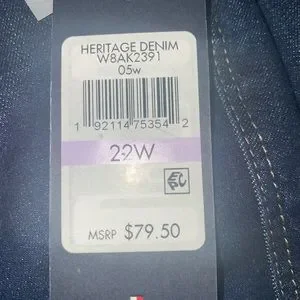 HERITAGE DENIM
W8AK2391
05w
1 92114 75354 2
22W
MSRP $79.50